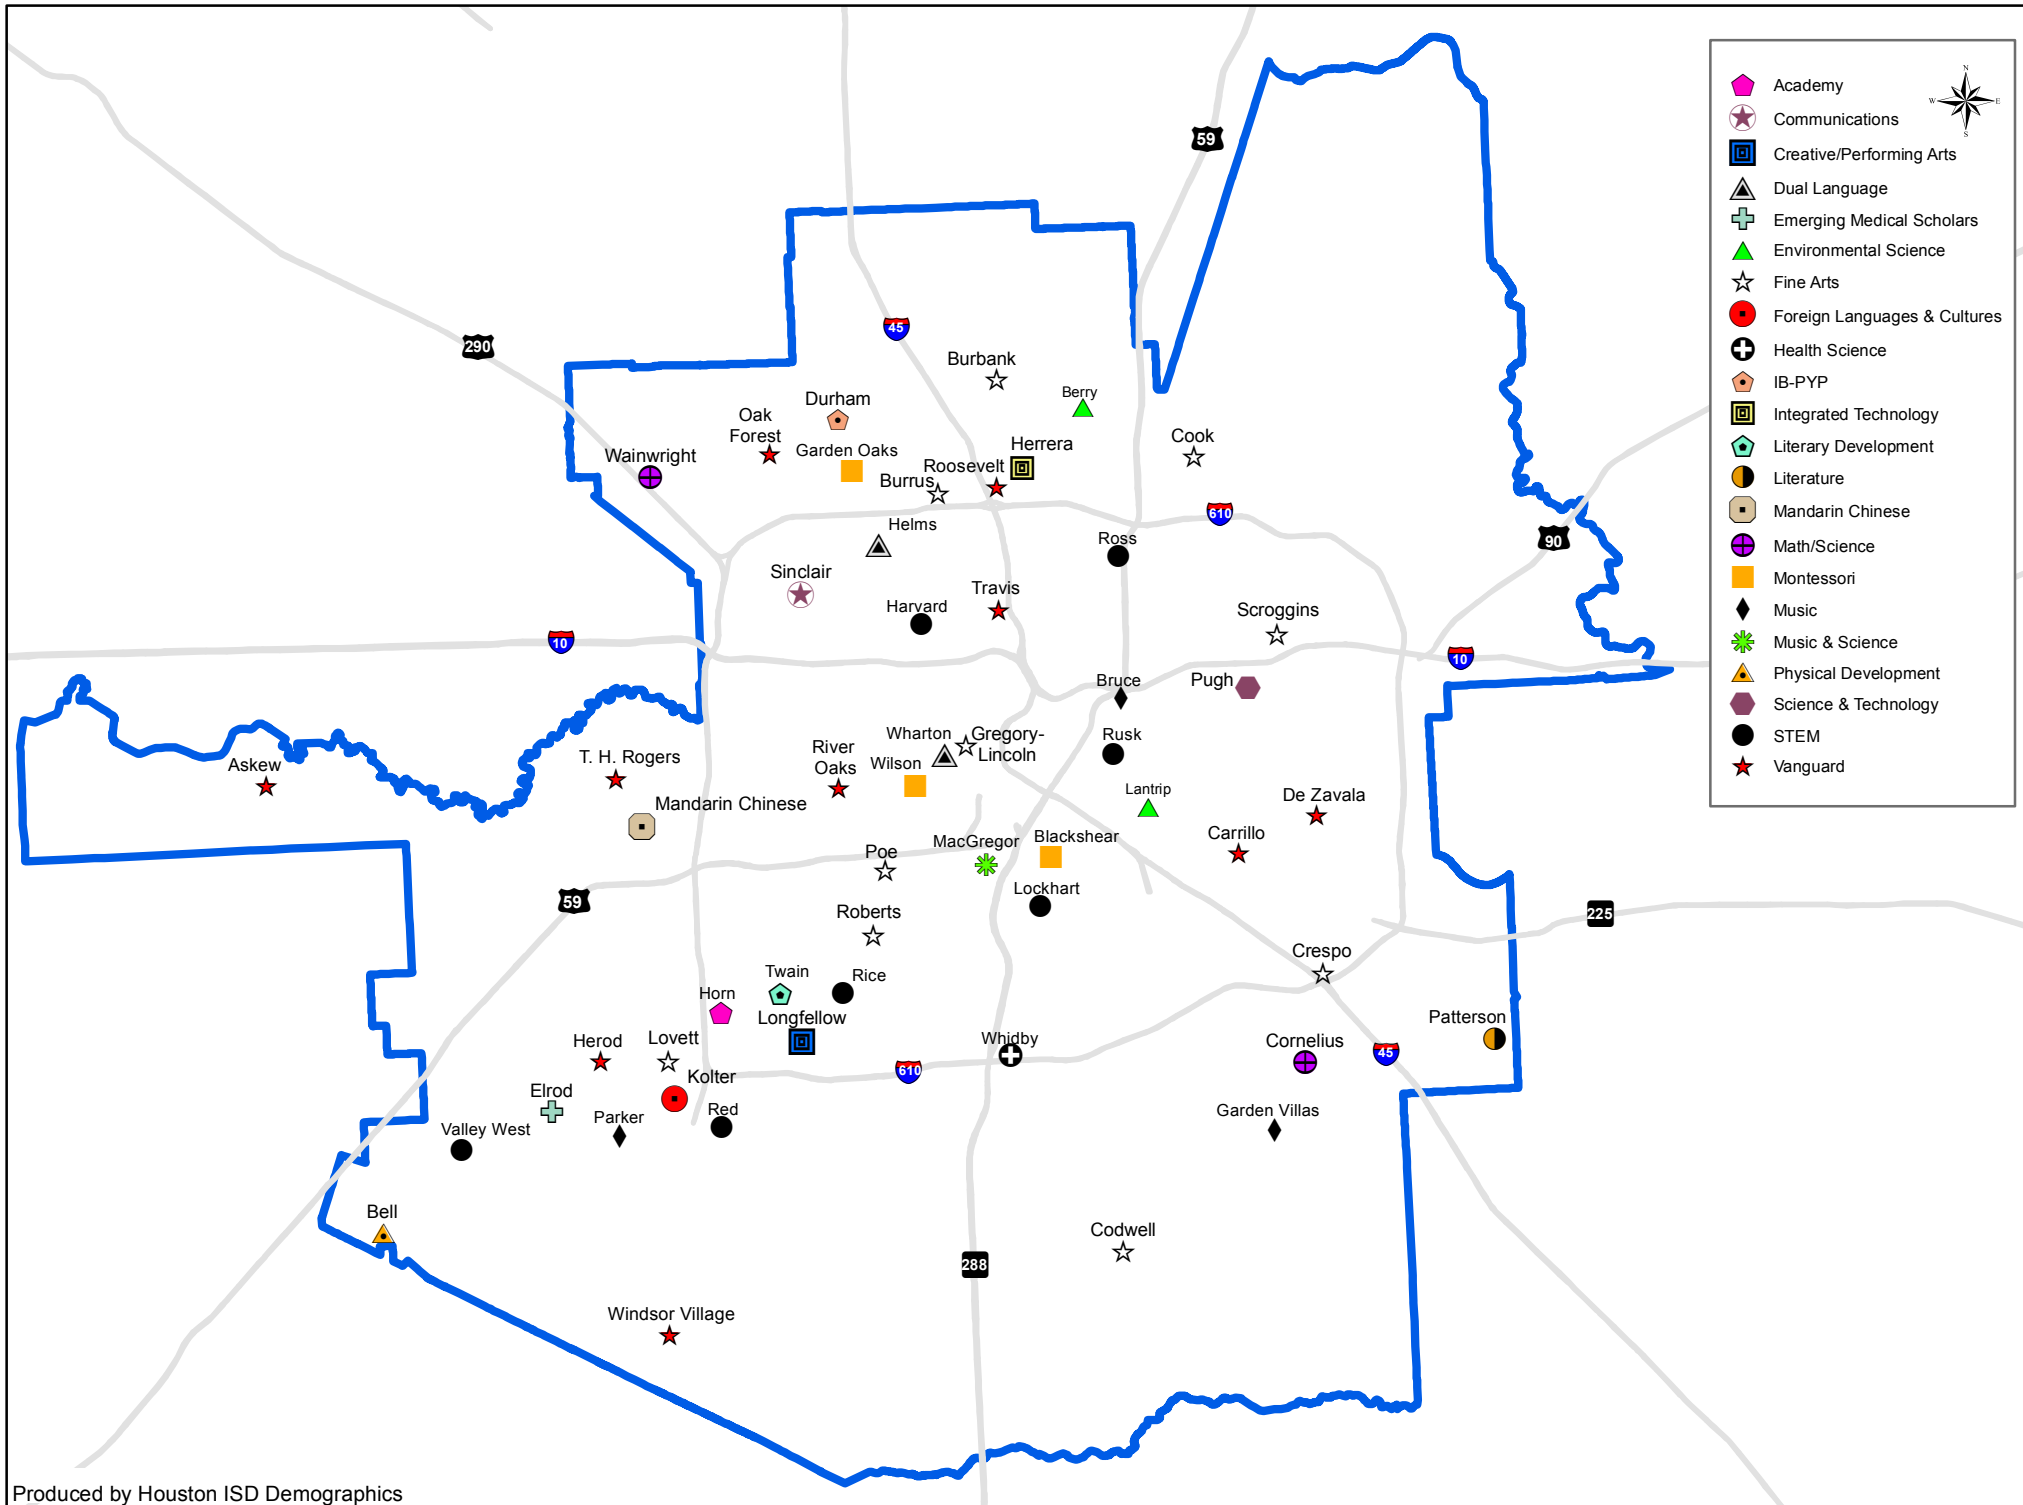 N
W
E
S
Academy
Communications
Creative/Performing Arts
Dual Language
Emerging Medical Scholars
Environmental Science
Fine Arts
Foreign Languages & Cultures
Health Science
IB-PYP
Integrated Technology
Literary Development
Literature
Mandarin Chinese
Math/Science
Montessori
Music
Music & Science
Physical Development
Science & Technology
STEM
Vanguard
59
45
290
Burbank
Berry
Durham
Oak
Forest
Garden Oaks
Herrera
Cook
Wainwright
Roosevelt
Burrus
610
Helms
Ross
90
Sinclair
Travis
Harvard
Scroggins
10
10
Bruce
Pugh
Wharton
Gregory-
Lincoln
Rusk
River
Oaks
T. H. Rogers
Wilson
Askew
Lantrip
De Zavala
Mandarin Chinese
MacGregor
Blackshear
Carrillo
Poe
Lockhart
59
Roberts
225
Crespo
Twain
Rice
Horn
Longfellow
Patterson
Herod
Lovett
Whidby
Cornelius
45
610
Kolter
Elrod
Parker
Red
Garden Villas
Valley West
Bell
Codwell
288
Windsor Village
Produced by Houston ISD Demographics